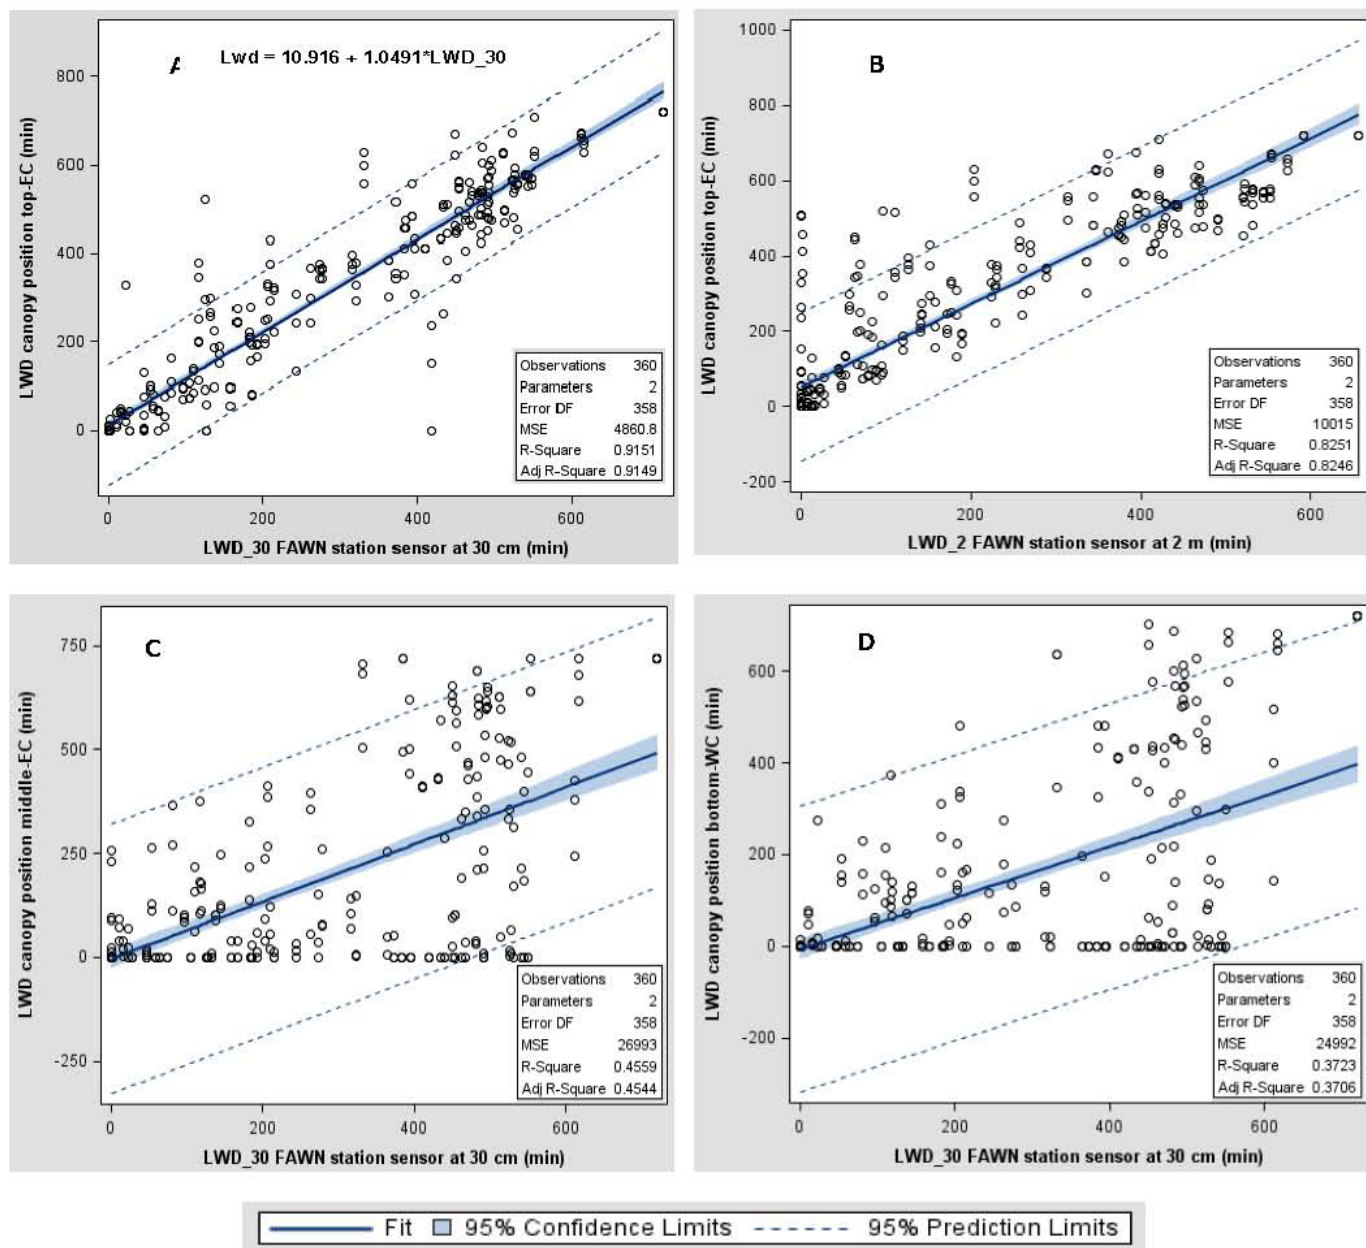 A
Lwd = 10.916 + 1.0491*LWD_30
LWD canopy position top-EC (min)
800
600
400
200
0
Observations 360
Parameters 2
Error DF 358
MSE 4860.8
R-Square 0.9151
Adj R-Square 0.9149
0 200 400 600
LWD_30 FAWN station sensor at 30 cm (min)
B
LWD canopy position top-EC (min)
1000
800
600
400
200
0
-200
Observations 360
Parameters 2
Error DF 358
MSE 10015
R-Square 0.8251
Adj R-Square 0.8246
0 200 400 600
LWD_2 FAWN station sensor at 2 m (min)
C
LWD canopy position middle-EC (min)
750
500
250
0
-250
Observations 360
Parameters 2
Error DF 358
MSE 26993
R-Square 0.4559
Adj R-Square 0.4544
0 200 400 600
LWD_30 FAWN station sensor at 30 cm (min)
D
LWD canopy position bottom-WC (min)
600
400
200
0
-200
Observations 360
Parameters 2
Error DF 358
MSE 24992
R-Square 0.3723
Adj R-Square 0.3706
0 200 400 600
LWD_30 FAWN station sensor at 30 cm (min)
Fit 95% Confidence Limits 95% Prediction Limits